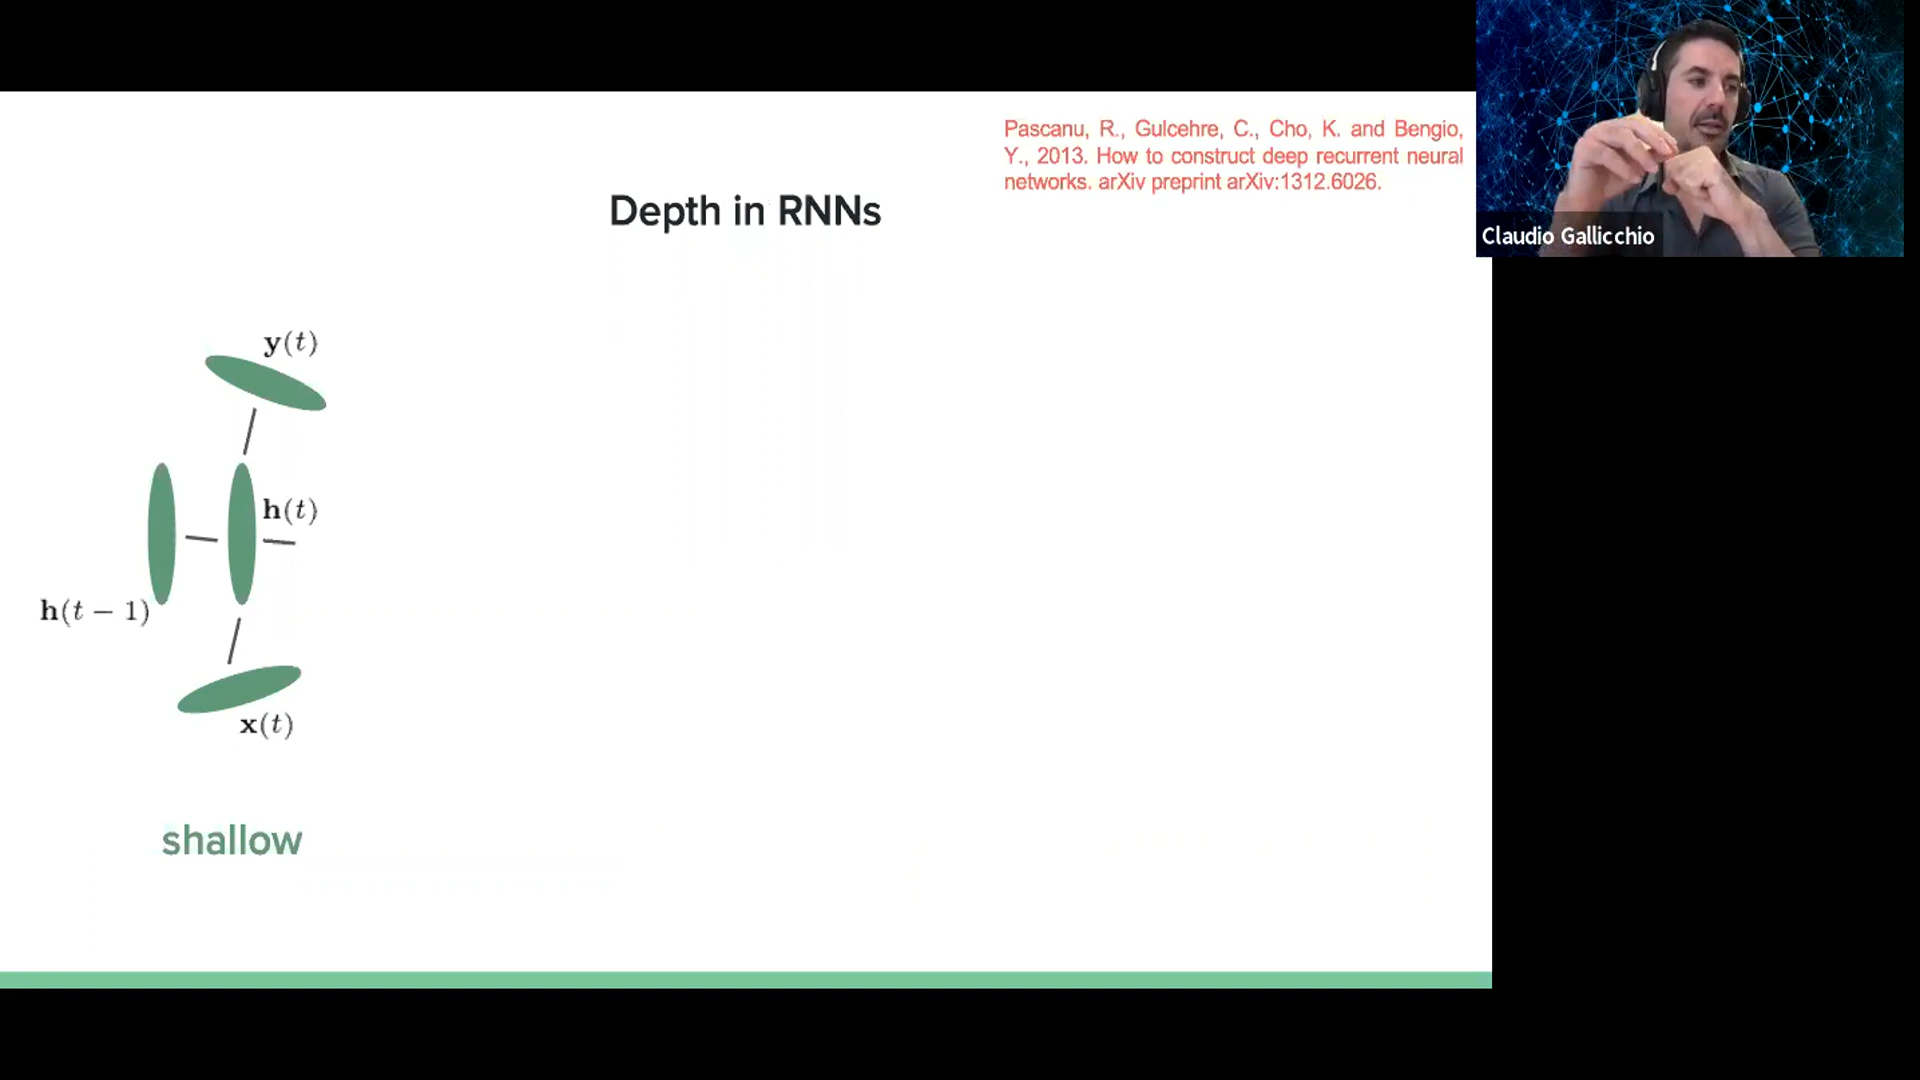 Pascanu, R., Gulcehre, C., Cho, K. and Bengio,
Y., 2013. How to construct deep recurrent neural
networks. arXiv preprint arXiv:1312.6026.
Depth in RNNs
Claudio Gallicchio
y(t)
h(t)
h(t − 1)
x(t)
shallow